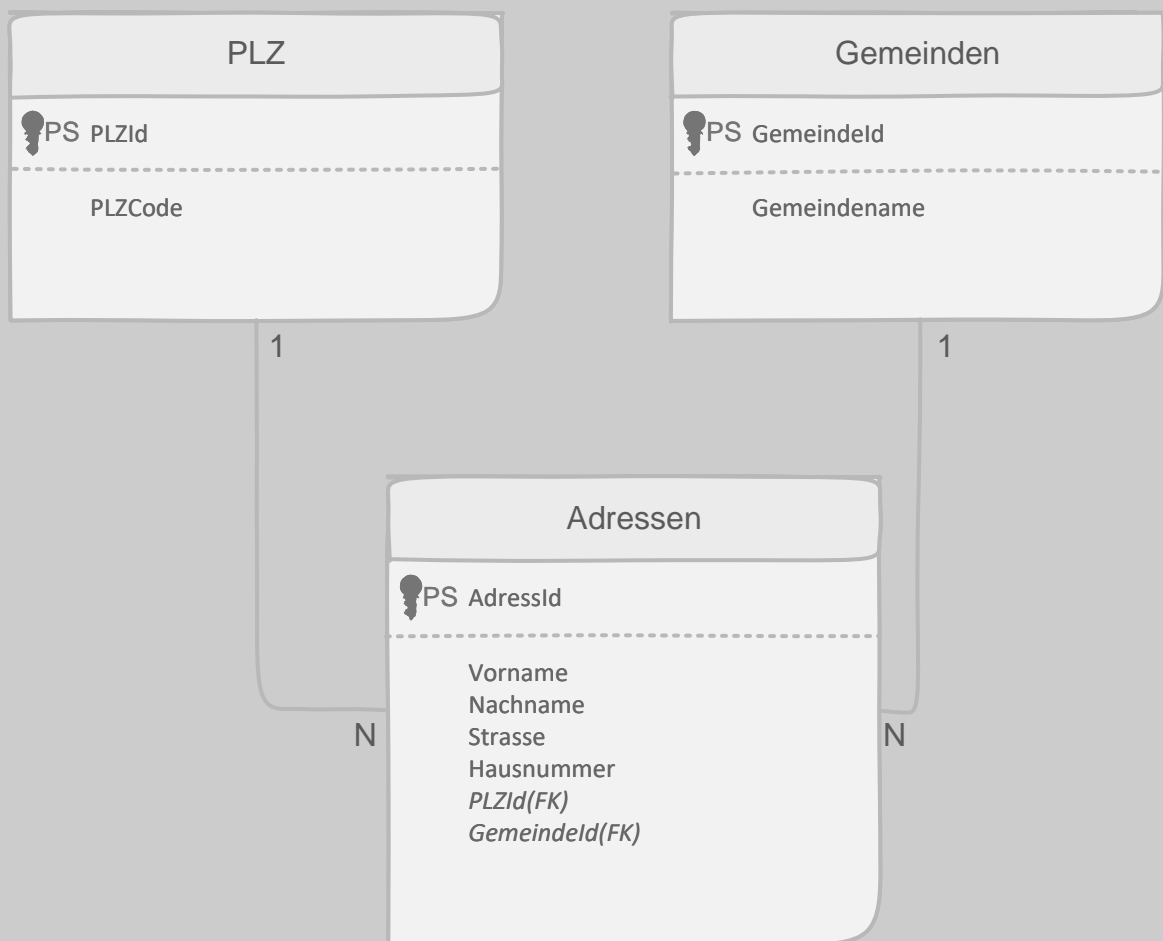 PLZ
PS PLZId
PLZCode
1
Gemeinden
PS GemeindeId
Gemeindename
1
Adressen
PS AdressId
Vorname
Nachname
Strasse
Hausnummer
PLZId(FK)
GemeindeId(FK)
N
N